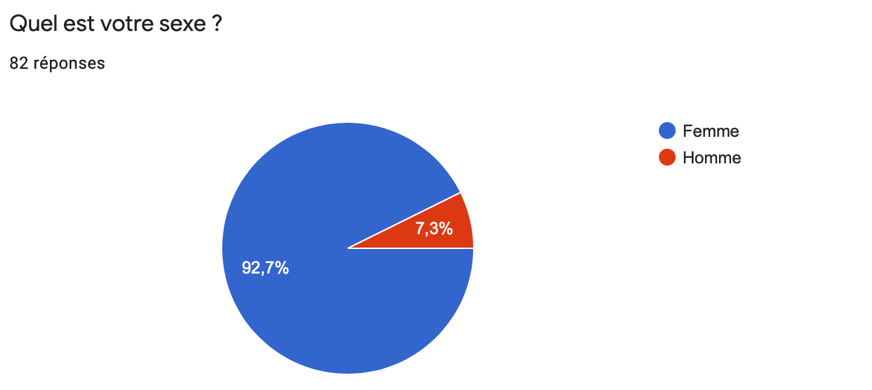 Quel est votre sexe ?
82 réponses
Femme
Homme
7,3%
92,7%